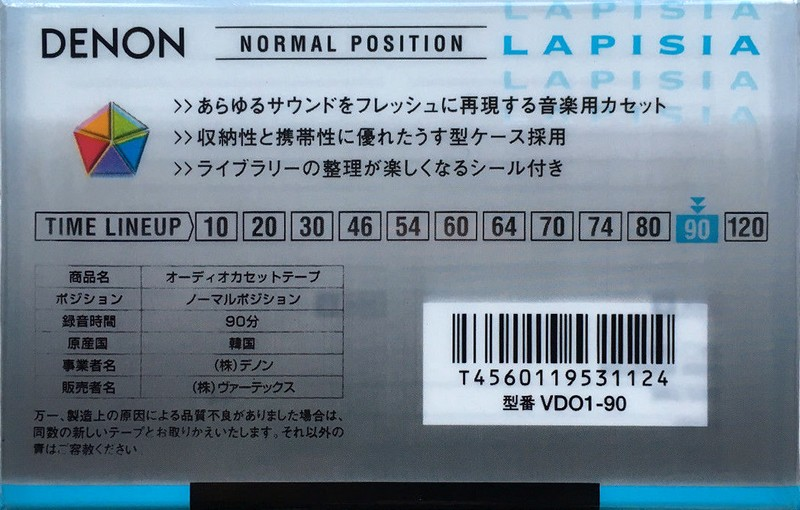 LAPISIA
DENON NORMAL POSITION LAPISIA
LAPISIA
LAPISIA
>>あらゆるサウンドをフレッシュに再現する音楽用カセット
>>収納性と携帯性に優れたうす型ケース採用
>>ライブラリーの整理が楽しくなるシール付き
TIME LINEUP 10 20 30 46 54 60 64 70 74 80 90 120
商品名 オーディオカセットテープ
ポジション ノーマルポジション
録音時間 90分
原産国 韓国
事業者名 (株)デノン
販売者名 (株)ヴァーテックス
万一、製造上の原因による品質不良がありました場合は、
同数の新しいテープとお取りかえいたします。それ以外の
責はご容赦ください
T4560119531124
型番 VDO1-90